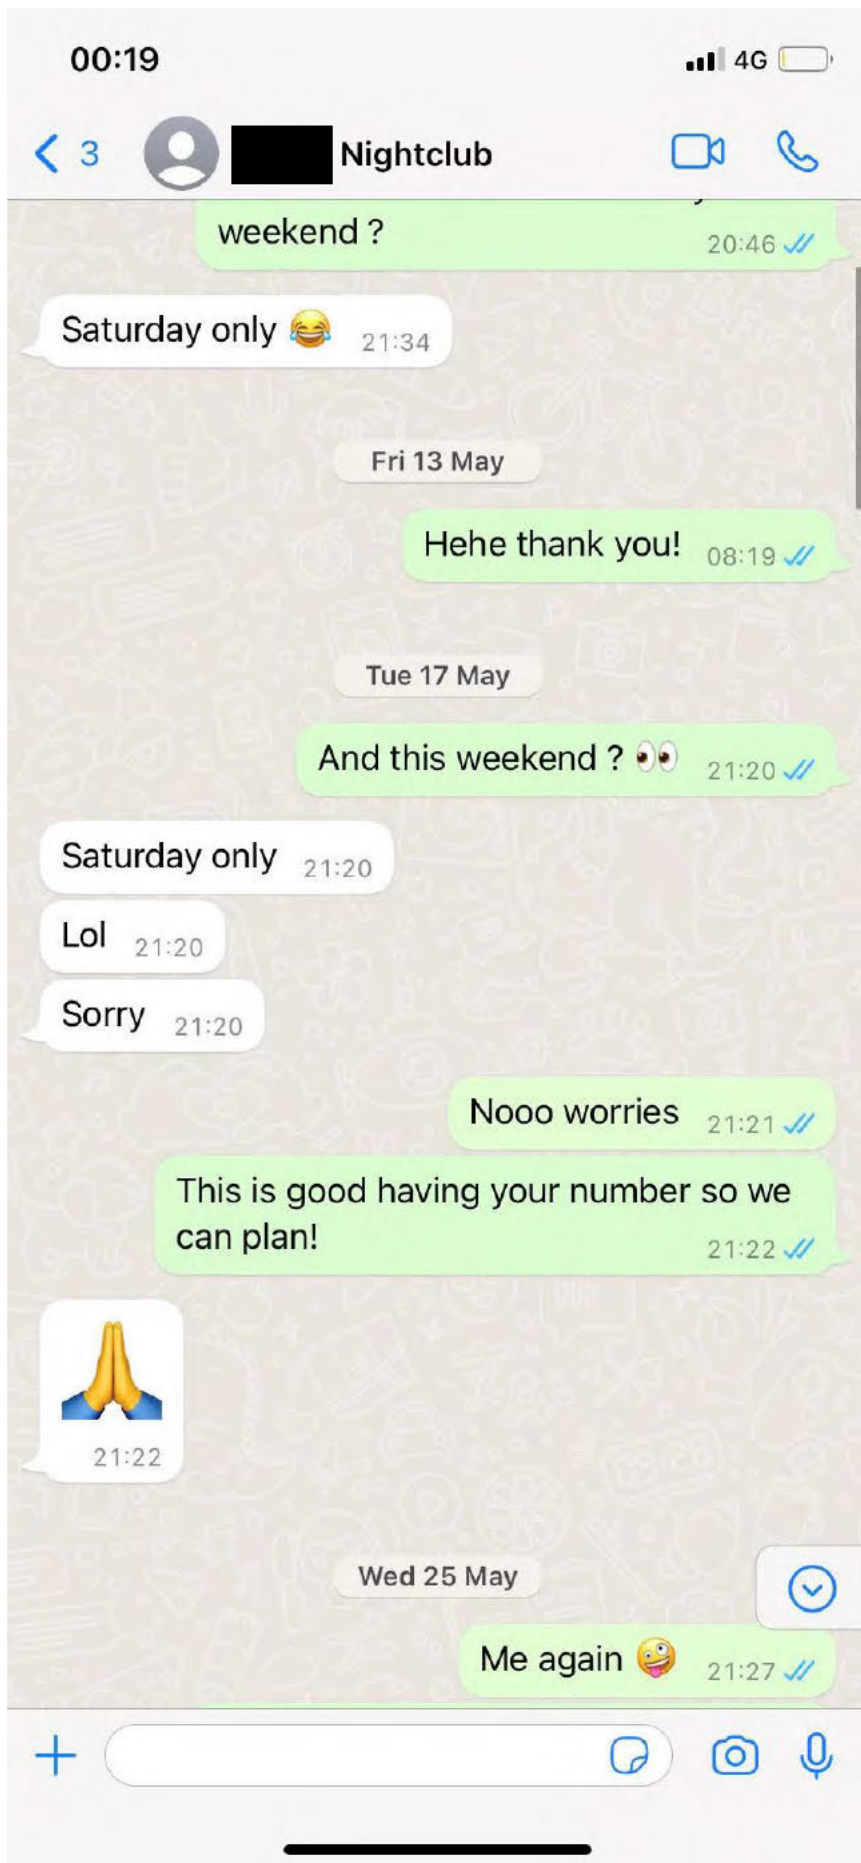 00:19
4G
3
Nightclub
weekend ?
20:46
Saturday only 😂 21:34
Fri 13 May
Hehe thank you! 08:19
Tue 17 May
And this weekend ? 👀 21:20
Saturday only 21:20
Lol 21:20
Sorry 21:20
Nooo worries 21:21
This is good having your number so we
can plan!
21:22
🙏
21:22
Wed 25 May
Me again 🤪 21:27